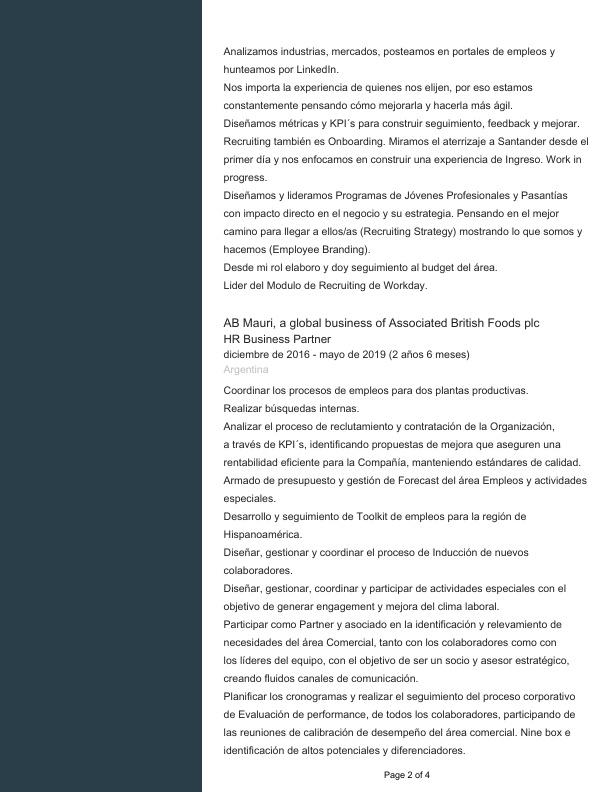 Analizamos industrias, mercados, posteamos en portales de empleos y
hunteamos por LinkedIn.
Nos importa la experiencia de quienes nos elijen, por eso estamos
constantemente pensando cómo mejorarla y hacerla más ágil.
Diseñamos métricas y KPI´s para construir seguimiento, feedback y mejorar.
Recruiting también es Onboarding. Miramos el aterrizaje a Santander desde el
primer día y nos enfocamos en construir una experiencia de Ingreso. Work in
progress.
Diseñamos y lideramos Programas de Jóvenes Profesionales y Pasantías
con impacto directo en el negocio y su estrategia. Pensando en el mejor
camino para llegar a ellos/as (Recruiting Strategy) mostrando lo que somos y
hacemos (Employee Branding).
Desde mi rol elaboro y doy seguimiento al budget del área.
Lider del Modulo de Recruiting de Workday.
AB Mauri, a global business of Associated British Foods plc
HR Business Partner
diciembre de 2016 - mayo de 2019 (2 años 6 meses)
Argentina
Coordinar los procesos de empleos para dos plantas productivas.
Realizar búsquedas internas.
Analizar el proceso de reclutamiento y contratación de la Organización,
a través de KPI´s, identificando propuestas de mejora que aseguren una
rentabilidad eficiente para la Compañía, manteniendo estándares de calidad.
Armado de presupuesto y gestión de Forecast del área Empleos y actividades
especiales.
Desarrollo y seguimiento de Toolkit de empleos para la región de
Hispanoamérica.
Diseñar, gestionar y coordinar el proceso de Inducción de nuevos
colaboradores.
Diseñar, gestionar, coordinar y participar de actividades especiales con el
objetivo de generar engagement y mejora del clima laboral.
Participar como Partner y asociado en la identificación y relevamiento de
necesidades del área Comercial, tanto con los colaboradores como con
los líderes del equipo, con el objetivo de ser un socio y asesor estratégico,
creando fluidos canales de comunicación.
Planificar los cronogramas y realizar el seguimiento del proceso corporativo
de Evaluación de performance, de todos los colaboradores, participando de
las reuniones de calibración de desempeño del área comercial. Nine box e
identificación de altos potenciales y diferenciadores.
Page 2 of 4